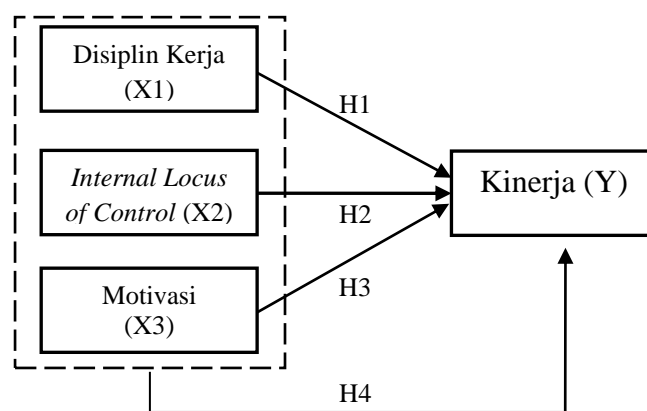 Disiplin Kerja
(X1)
H1
Internal Locus
of Control (X2)
H2
Kinerja (Y)
Motivasi
(X3)
H3
H4